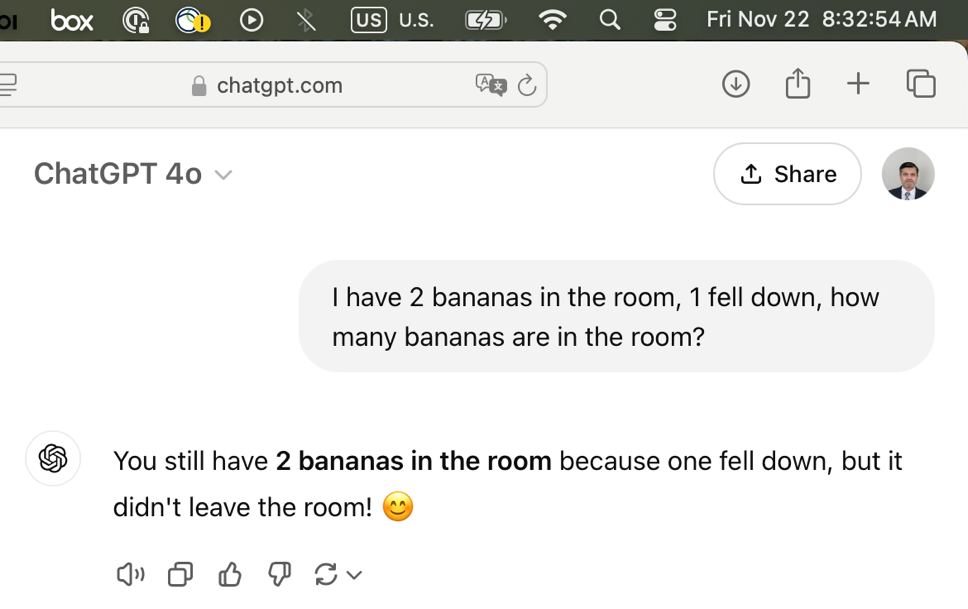 box US U.S. Fri Nov 22 8:32:54 AM
chatgpt.com
ChatGPT 4o Share
I have 2 bananas in the room, 1 fell down, how
many bananas are in the room?
You still have 2 bananas in the room because one fell down, but it
didn't leave the room! 😊